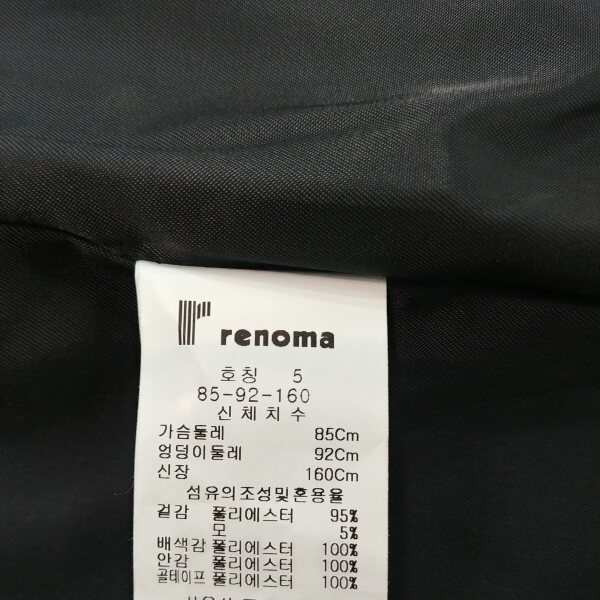 renoma
호칭 5
85-92-160
신체치수
가슴둘레 85Cm
엉덩이둘레 92Cm
신장 160Cm
섬유의조성및혼용율
겉감 폴리에스터 95%
모 5%
배색감 폴리에스터 100%
안감 폴리에스터 100%
골테이프 폴리에스터 100%